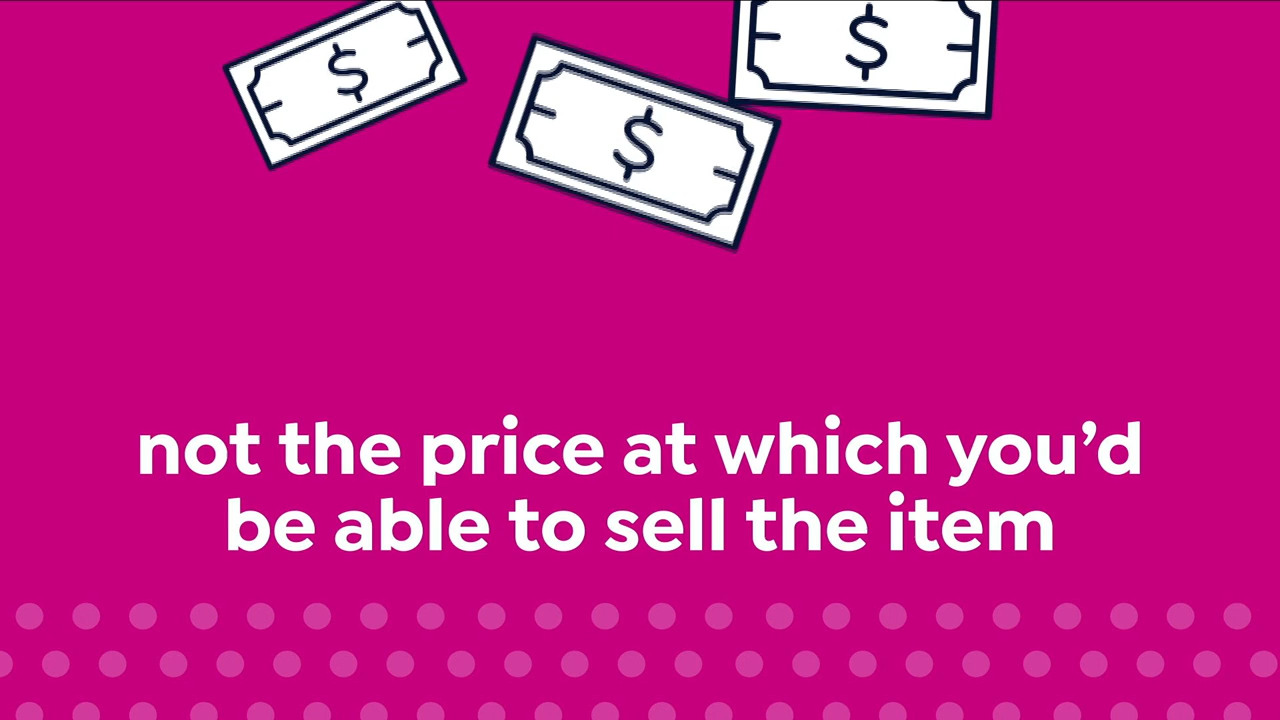 $
$
$
not the price at which you’d
be able to sell the item